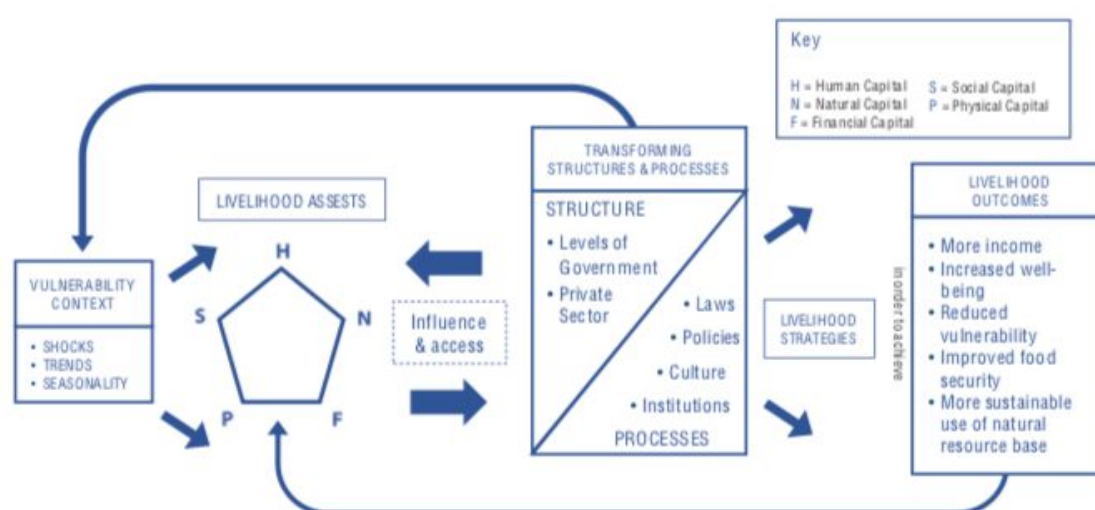 Key
H = Human Capital
S = Social Capital
N = Natural Capital
P = Physical Capital
F = Financial Capital
TRANSFORMING
STRUCTURES & PROCESSES
LIVELIHOOD
OUTCOMES
LIVELIHOOD ASSESTS
STRUCTURE
• Levels of
Government
• Private
Sector
• Laws
• Policies
• Culture
• Institutions
PROCESSES
H
S
N
P
F
VULNERABILITY
CONTEXT
• SHOCKS
• TRENDS
• SEASONALITY
Influence
& access
LIVELIHOOD
STRATEGIES
in order to achieve
• More income
• Increased well-
being
• Reduced
vulnerability
• Improved food
security
• More sustainable
use of natural
resource base